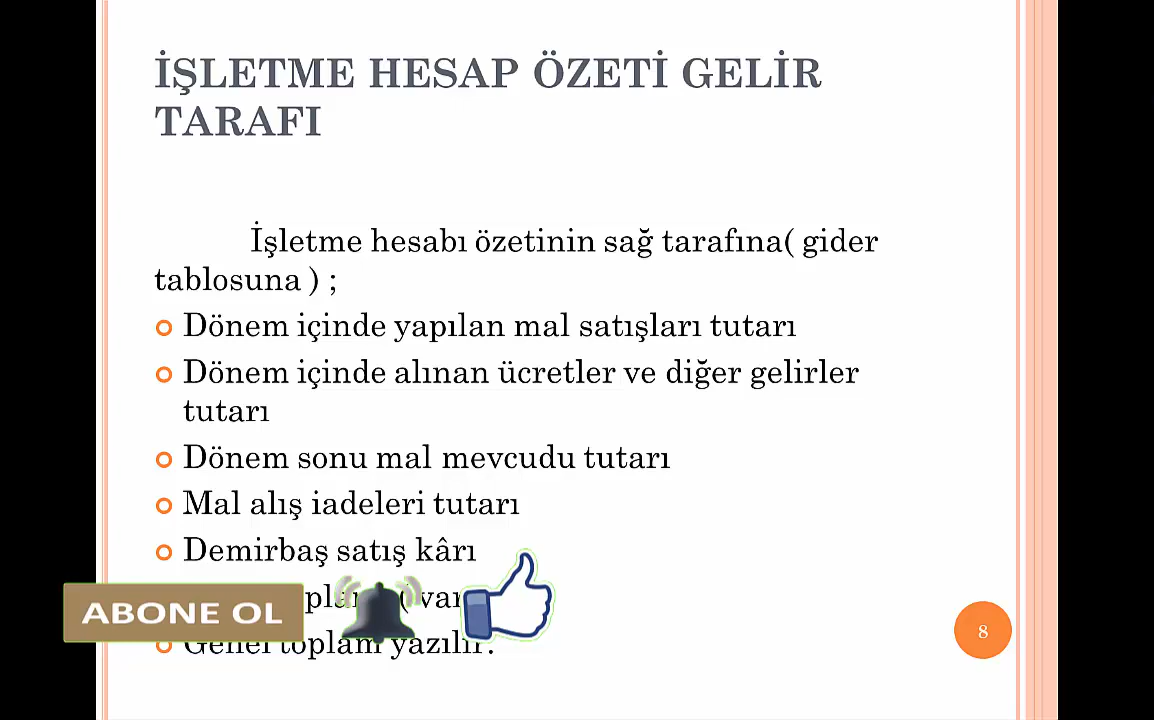 İŞLETME HESAP ÖZETİ GELİR
TARAFI
İşletme hesabı özetinin sağ tarafına( gider
tablosuna ) ;
Dönem içinde yapılan mal satışları tutarı
Dönem içinde alınan ücretler ve diğer gelirler
tutarı
Dönem sonu mal mevcudu tutarı
Mal alış iadeleri tutarı
Demirbaş satış kârı
ABONE OL
Genel toplam yazılır.
8